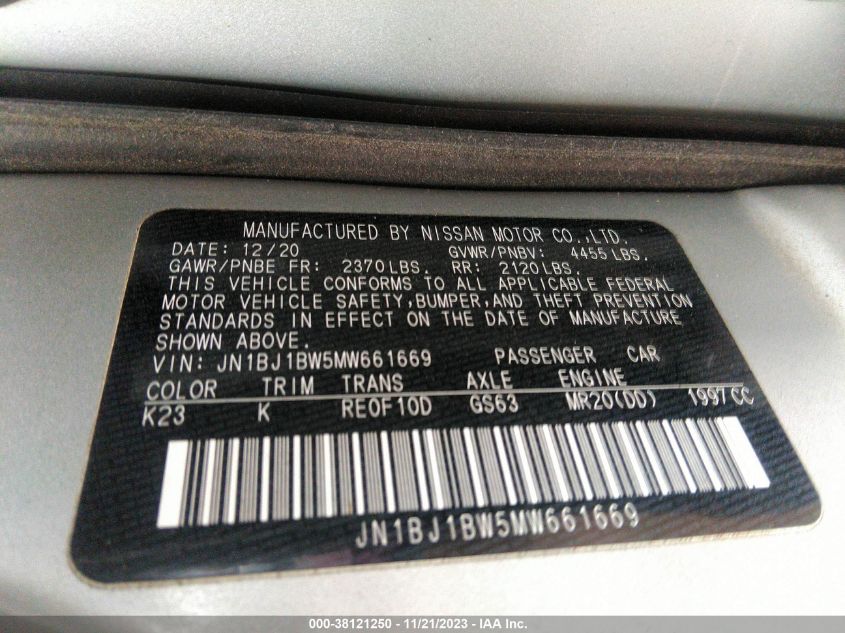 MANUFACTURED BY NISSAN MOTOR CO.,LTD.
DATE: 12/20 GVWR/PNBV: 4455 LBS.
GAWR/PNBE FR: 2370 LBS. RR: 2120 LBS.
THIS VEHICLE CONFORMS TO ALL APPLICABLE FEDERAL
MOTOR VEHICLE SAFETY, BUMPER, AND THEFT PREVENTION
STANDARDS IN EFFECT ON THE DATE OF MANUFACTURE
SHOWN ABOVE.
VIN: JN1BJ1BW5MW661669 PASSENGER CAR
COLOR TRIM TRANS AXLE ENGINE
K23 K RE0F10D GS63 MR20(DD) 1997CC
JN1BJ1BW5MW661669
000-38121250 - 11/21/2023 - IAA Inc.